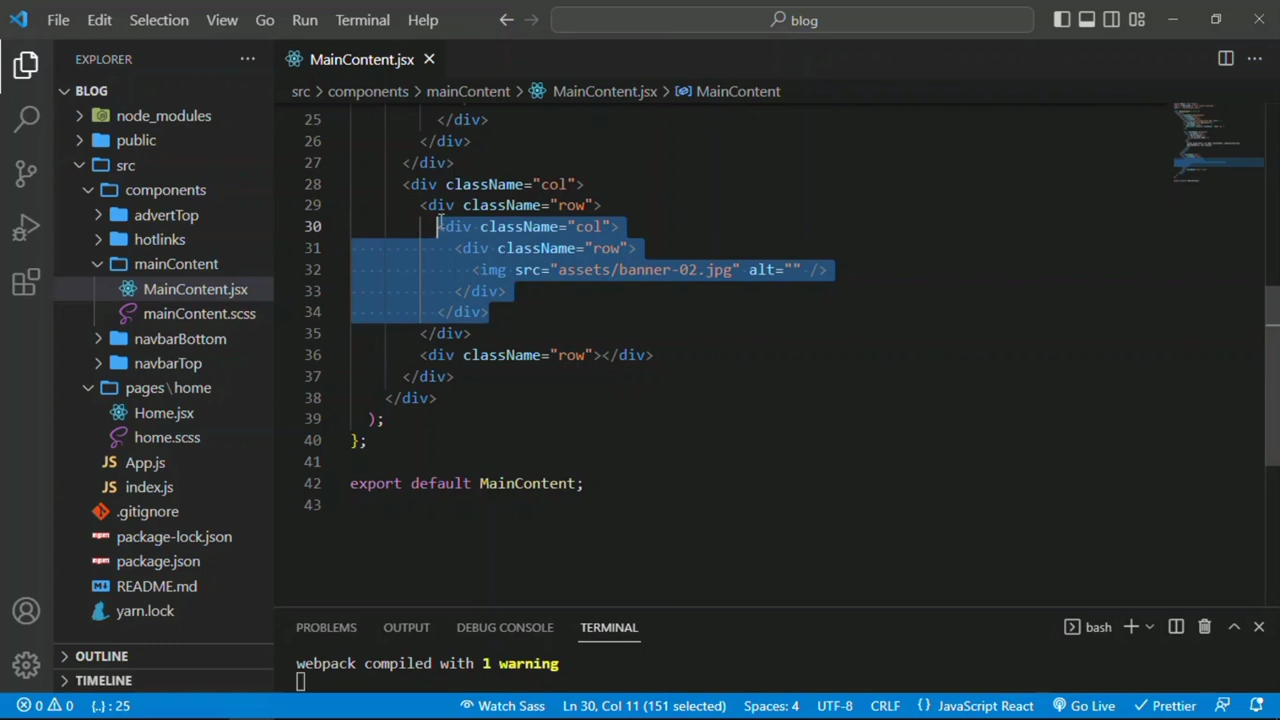 File Edit Selection View Go Run Terminal Help
blog
EXPLORER
MainContent.jsx
src components mainContent MainContent.jsx MainContent
BLOG
node_modules
public
src
components
advertTop
hotlinks
mainContent
MainContent.jsx
mainContent.scss
navbarBottom
navbarTop
pages\home
Home.jsx
home.scss
JS App.js
JS index.js
.gitignore
package-lock.json
package.json
README.md
yarn.lock
OUTLINE
TIMELINE
25 </div>
26 </div>
27 </div>
28 <div className="col">
29 <div className="row">
30 <div className="col">
31 <div className="row">
32 <img src="assets/banner-02.jpg" alt="" />
33 </div>
34 </div>
35 </div>
36 <div className="row"></div>
37 </div>
38 </div>
39 );
40 };
41
42 export default MainContent;
43
PROBLEMS OUTPUT DEBUG CONSOLE TERMINAL
bash
webpack compiled with 1 warning
0 0 {..} : 25 Watch Sass Ln 30, Col 11 (151 selected) Spaces: 4 UTF-8 CRLF { } JavaScript React Go Live Prettier